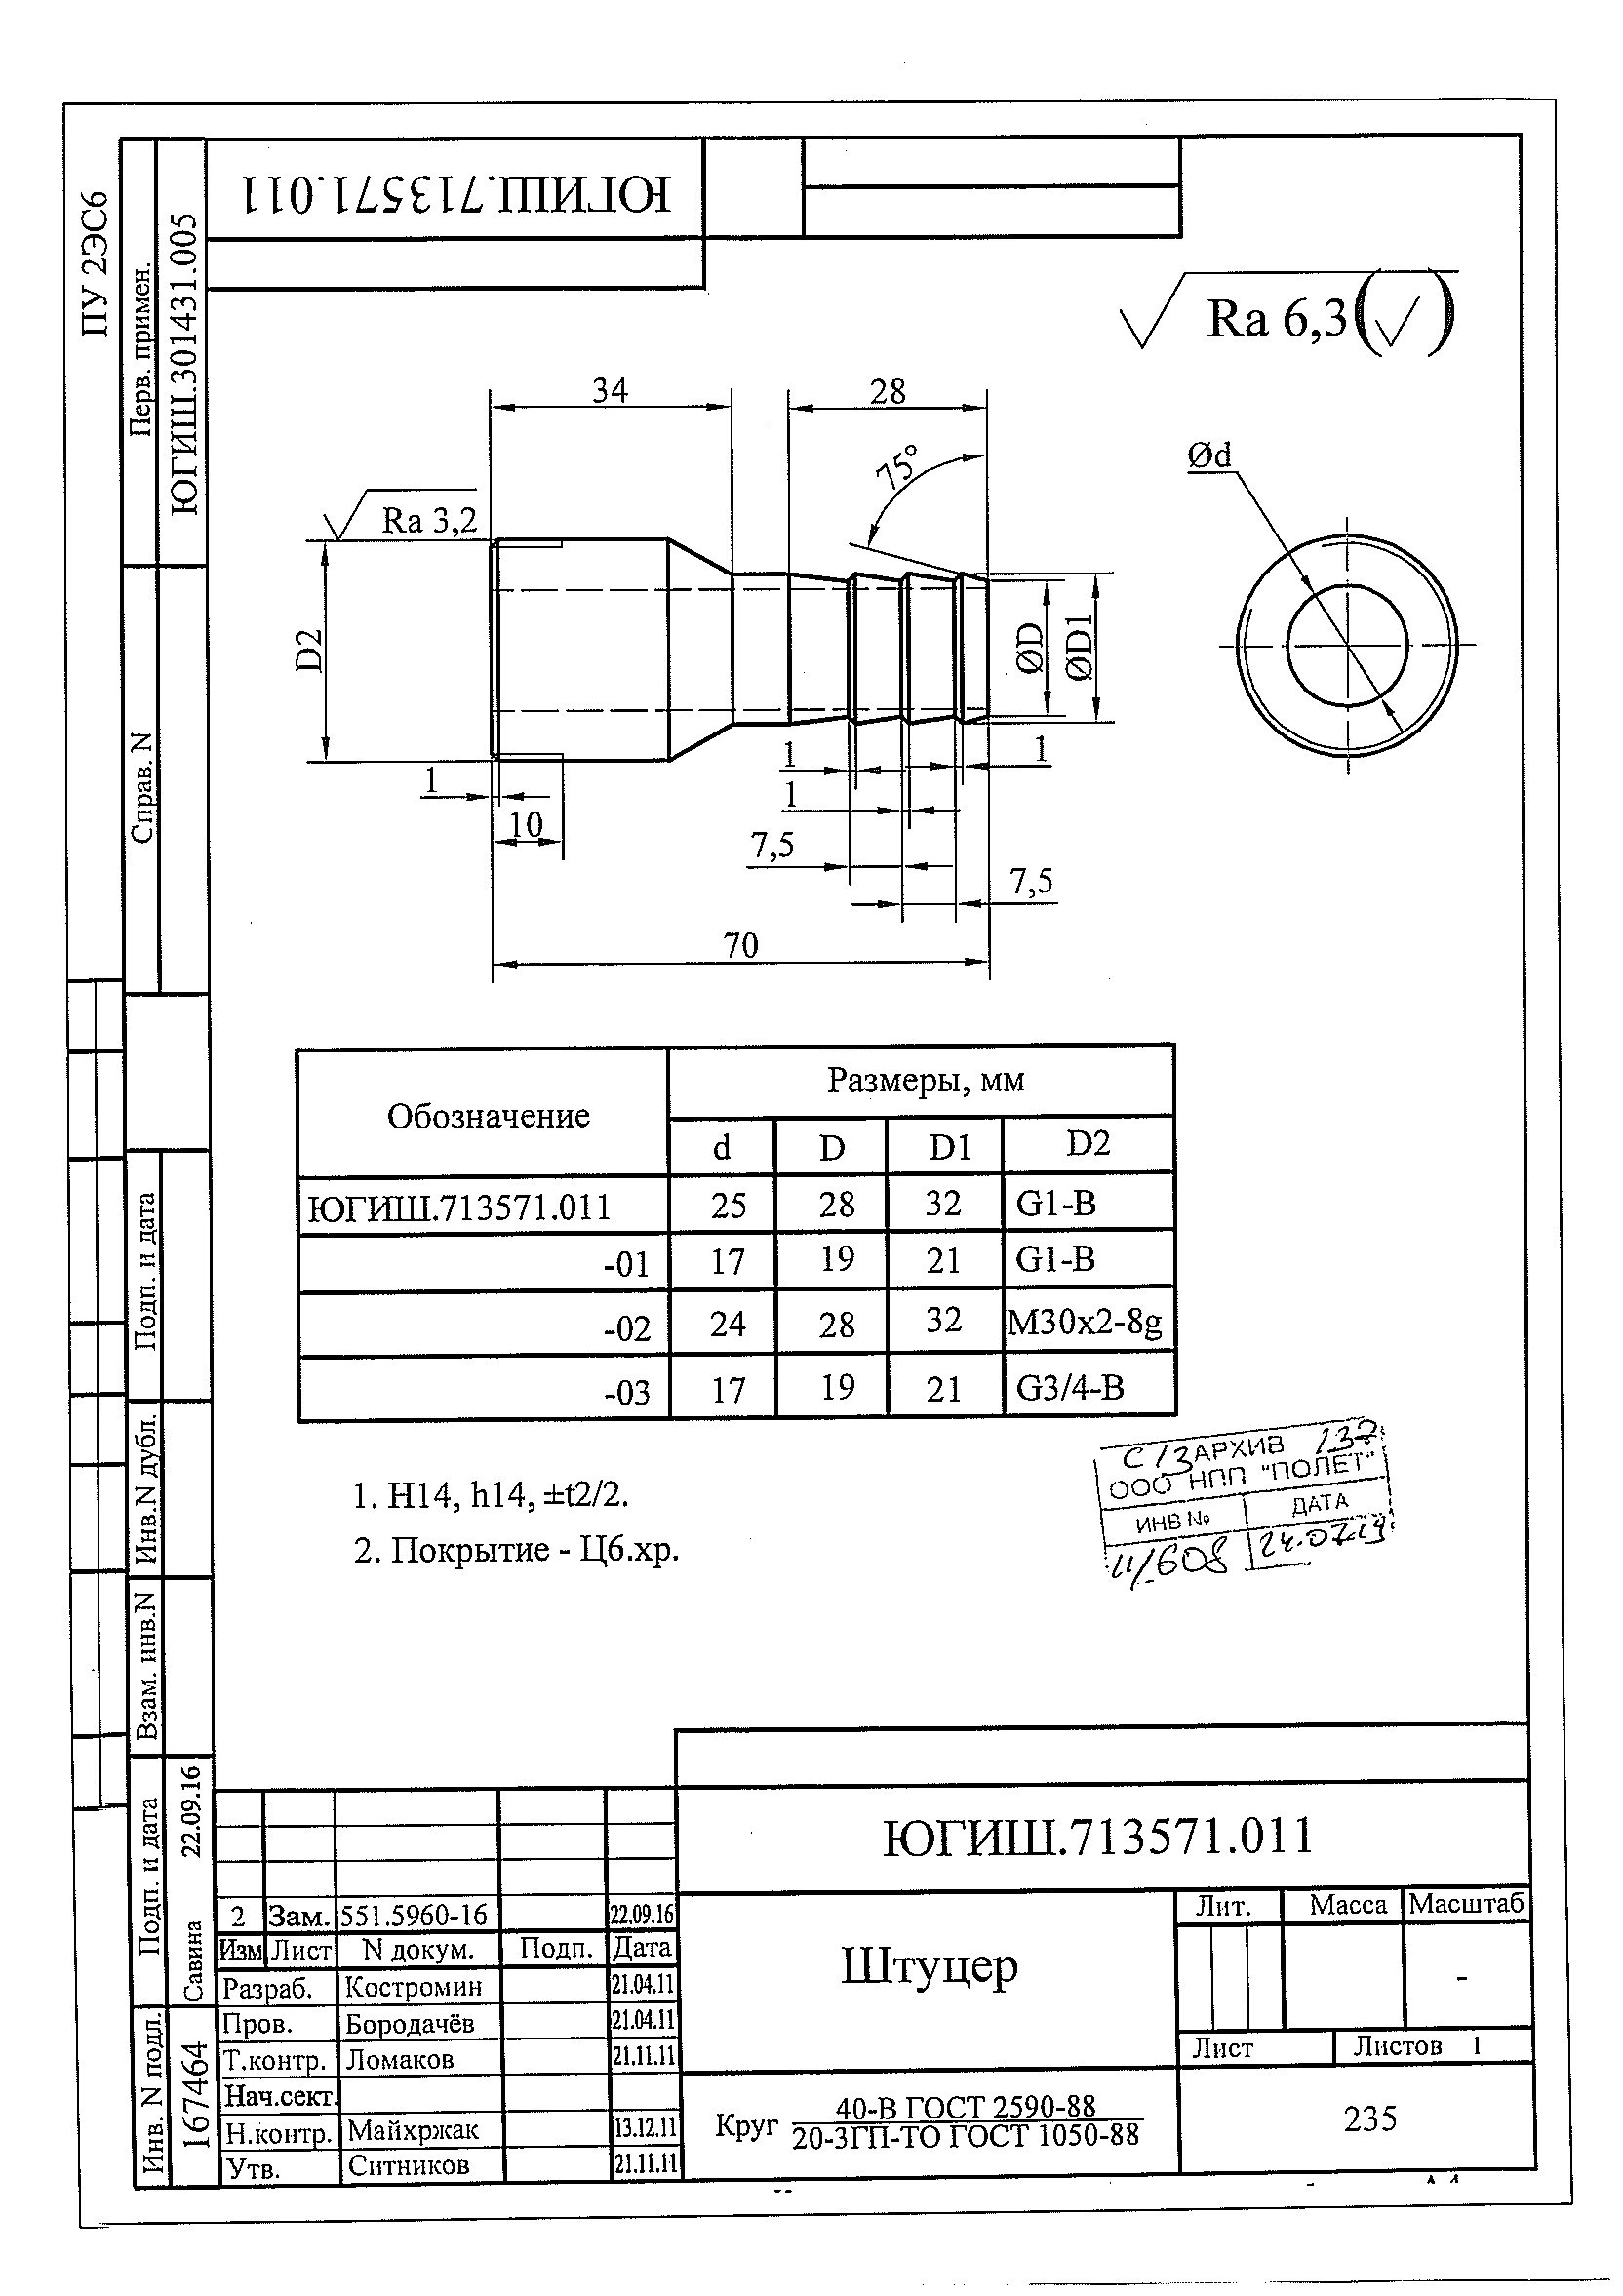 ПУ 2ЭС6
Перв. примен.
ЮГИШ.301431.005
Справ. N
Подп. и дата
Инв.N дубл.
Взам. инв.N
Подп. и дата
Савина 22.09.16
Инв. N подл.
167464
ЮГИШ.713571.011
Ra 6,3
34
28
75°
Ød
Ra 3,2
D2
ØD
ØD1
1
1
1
1
10
7,5
7,5
70
Обозначение
Размеры, мм
d D D1 D2
ЮГИШ.713571.011 25 28 32 G1-B
-01 17 19 21 G1-B
-02 24 28 32 M30x2-8g
-03 17 19 21 G3/4-B
1. H14, h14, ±t2/2.
2. Покрытие - Ц6.хр.
АРХИВ 137
ООО НПП "ПОЛЕТ"
ИНВ № ДАТА
11/608 24.07.19
ЮГИШ.713571.011
2 Зам. 551.5960-16 22.09.16
Изм Лист N докум. Подп. Дата
Разраб. Костромин 21.04.11
Пров. Бородачёв 21.04.11
Т.контр. Ломаков 21.11.11
Нач.сект.
Н.контр. Майхржак 13.12.11
Утв. Ситников 21.11.11
Штуцер
Лит. Масса Масштаб
-
Лист Листов 1
Круг 40-В ГОСТ 2590-88
20-3ГП-ТО ГОСТ 1050-88
235